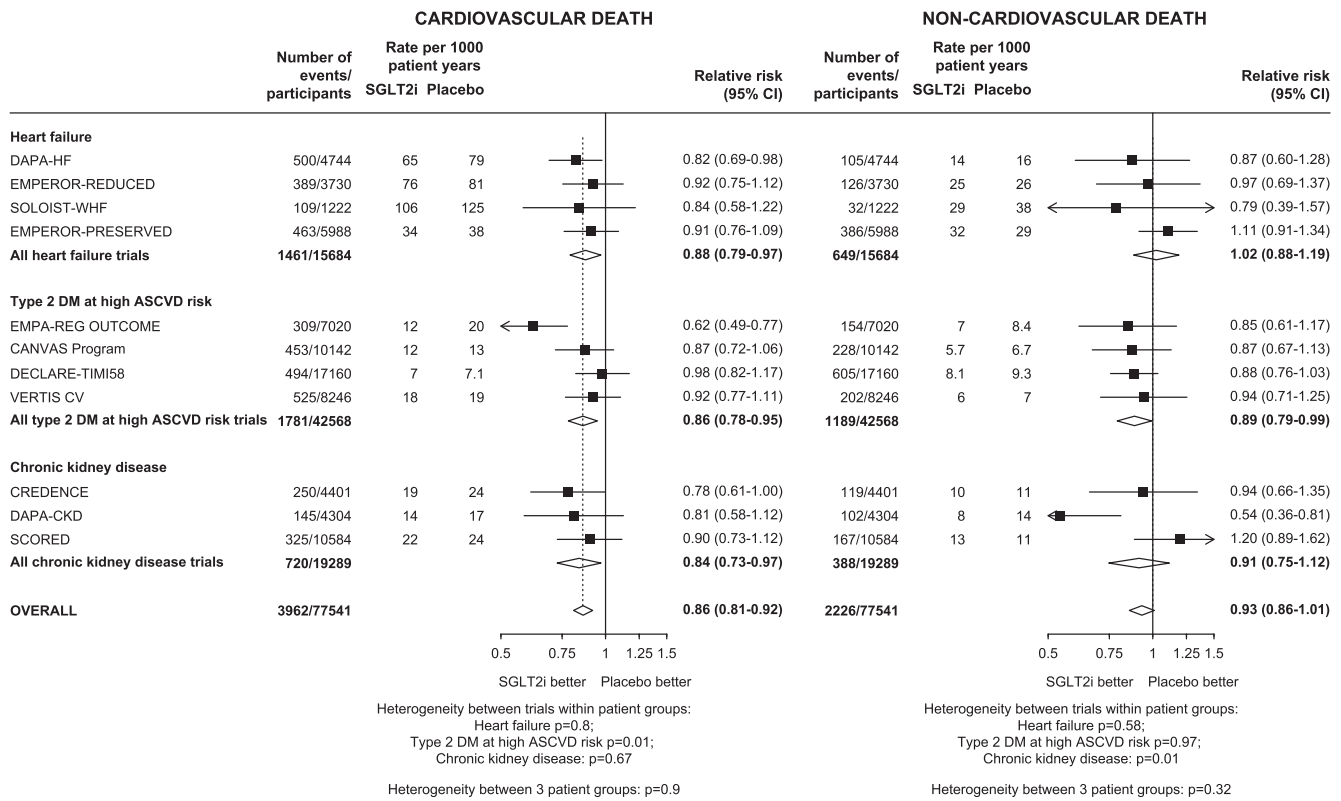 CARDIOVASCULAR DEATH NON-CARDIOVASCULAR DEATH
Number of events/ participants Rate per 1000 patient years SGLT2i Placebo Relative risk (95% CI) Number of events/ participants Rate per 1000 patient years SGLT2i Placebo Relative risk (95% CI)
Heart failure
DAPA-HF 500/4744 65 79 0.82 (0.69-0.98) 105/4744 14 16 0.87 (0.60-1.28)
EMPEROR-REDUCED 389/3730 76 81 0.92 (0.75-1.12) 126/3730 25 26 0.97 (0.69-1.37)
SOLOIST-WHF 109/1222 106 125 0.84 (0.58-1.22) 32/1222 29 38 0.79 (0.39-1.57)
EMPEROR-PRESERVED 463/5988 34 38 0.91 (0.76-1.09) 386/5988 32 29 1.11 (0.91-1.34)
All heart failure trials 1461/15684 0.88 (0.79-0.97) 649/15684 1.02 (0.88-1.19)
Type 2 DM at high ASCVD risk
EMPA-REG OUTCOME 309/7020 12 20 0.62 (0.49-0.77) 154/7020 7 8.4 0.85 (0.61-1.17)
CANVAS Program 453/10142 12 13 0.87 (0.72-1.06) 228/10142 5.7 6.7 0.87 (0.67-1.13)
DECLARE-TIMI58 494/17160 7 7.1 0.98 (0.82-1.17) 605/17160 8.1 9.3 0.88 (0.76-1.03)
VERTIS CV 525/8246 18 19 0.92 (0.77-1.11) 202/8246 6 7 0.94 (0.71-1.25)
All type 2 DM at high ASCVD risk trials 1781/42568 0.86 (0.78-0.95) 1189/42568 0.89 (0.79-0.99)
Chronic kidney disease
CREDENCE 250/4401 19 24 0.78 (0.61-1.00) 119/4401 10 11 0.94 (0.66-1.35)
DAPA-CKD 145/4304 14 17 0.81 (0.58-1.12) 102/4304 8 14 0.54 (0.36-0.81)
SCORED 325/10584 22 24 0.90 (0.73-1.12) 167/10584 13 11 1.20 (0.89-1.62)
All chronic kidney disease trials 720/19289 0.84 (0.73-0.97) 388/19289 0.91 (0.75-1.12)
OVERALL 3962/77541 0.86 (0.81-0.92) 2226/77541 0.93 (0.86-1.01)
0.5 0.75 1 1.25 1.5 0.5 0.75 1 1.25 1.5
SGLT2i better Placebo better SGLT2i better Placebo better
Heterogeneity between trials within patient groups:
Heart failure p=0.8;
Type 2 DM at high ASCVD risk p=0.01;
Chronic kidney disease: p=0.67
Heterogeneity between 3 patient groups: p=0.9
Heterogeneity between trials within patient groups:
Heart failure p=0.58;
Type 2 DM at high ASCVD risk p=0.97;
Chronic kidney disease: p=0.01
Heterogeneity between 3 patient groups: p=0.32